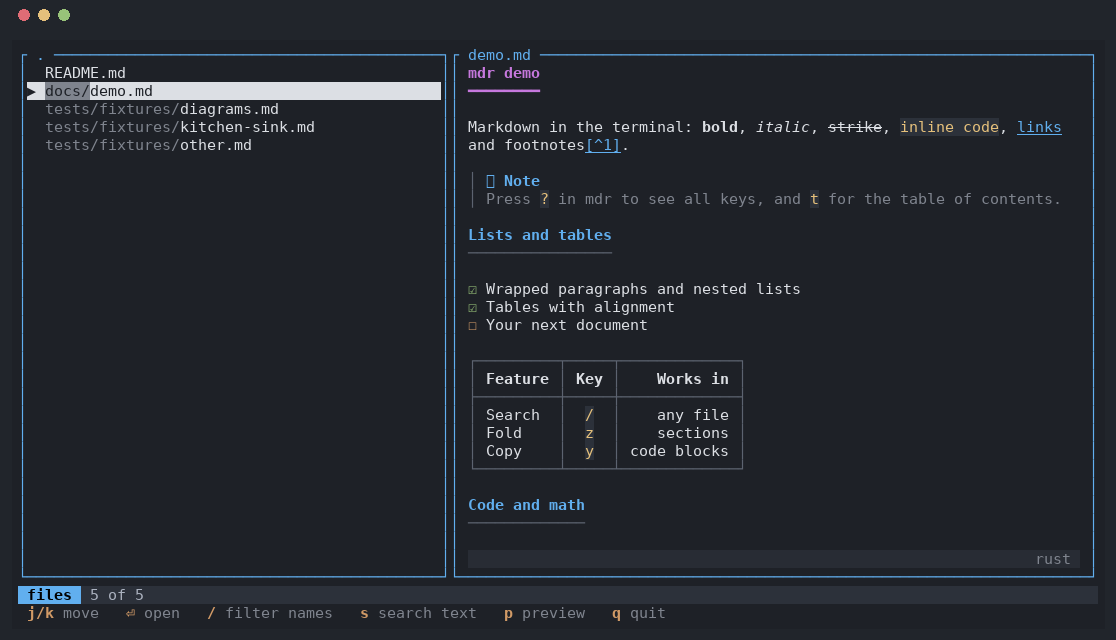 .
README.md
▶ docs/demo.md
tests/fixtures/diagrams.md
tests/fixtures/kitchen-sink.md
tests/fixtures/other.md
demo.md
mdr demo
Markdown in the terminal: bold, italic, strike, inline code, links
and footnotes[^1].
Note
Press ? in mdr to see all keys, and t for the table of contents.
Lists and tables
☑ Wrapped paragraphs and nested lists
☑ Tables with alignment
☐ Your next document
Feature Key Works in
Search / any file
Fold z sections
Copy y code blocks
Code and math
rust
files 5 of 5
j/k move ⏎ open / filter names s search text p preview q quit